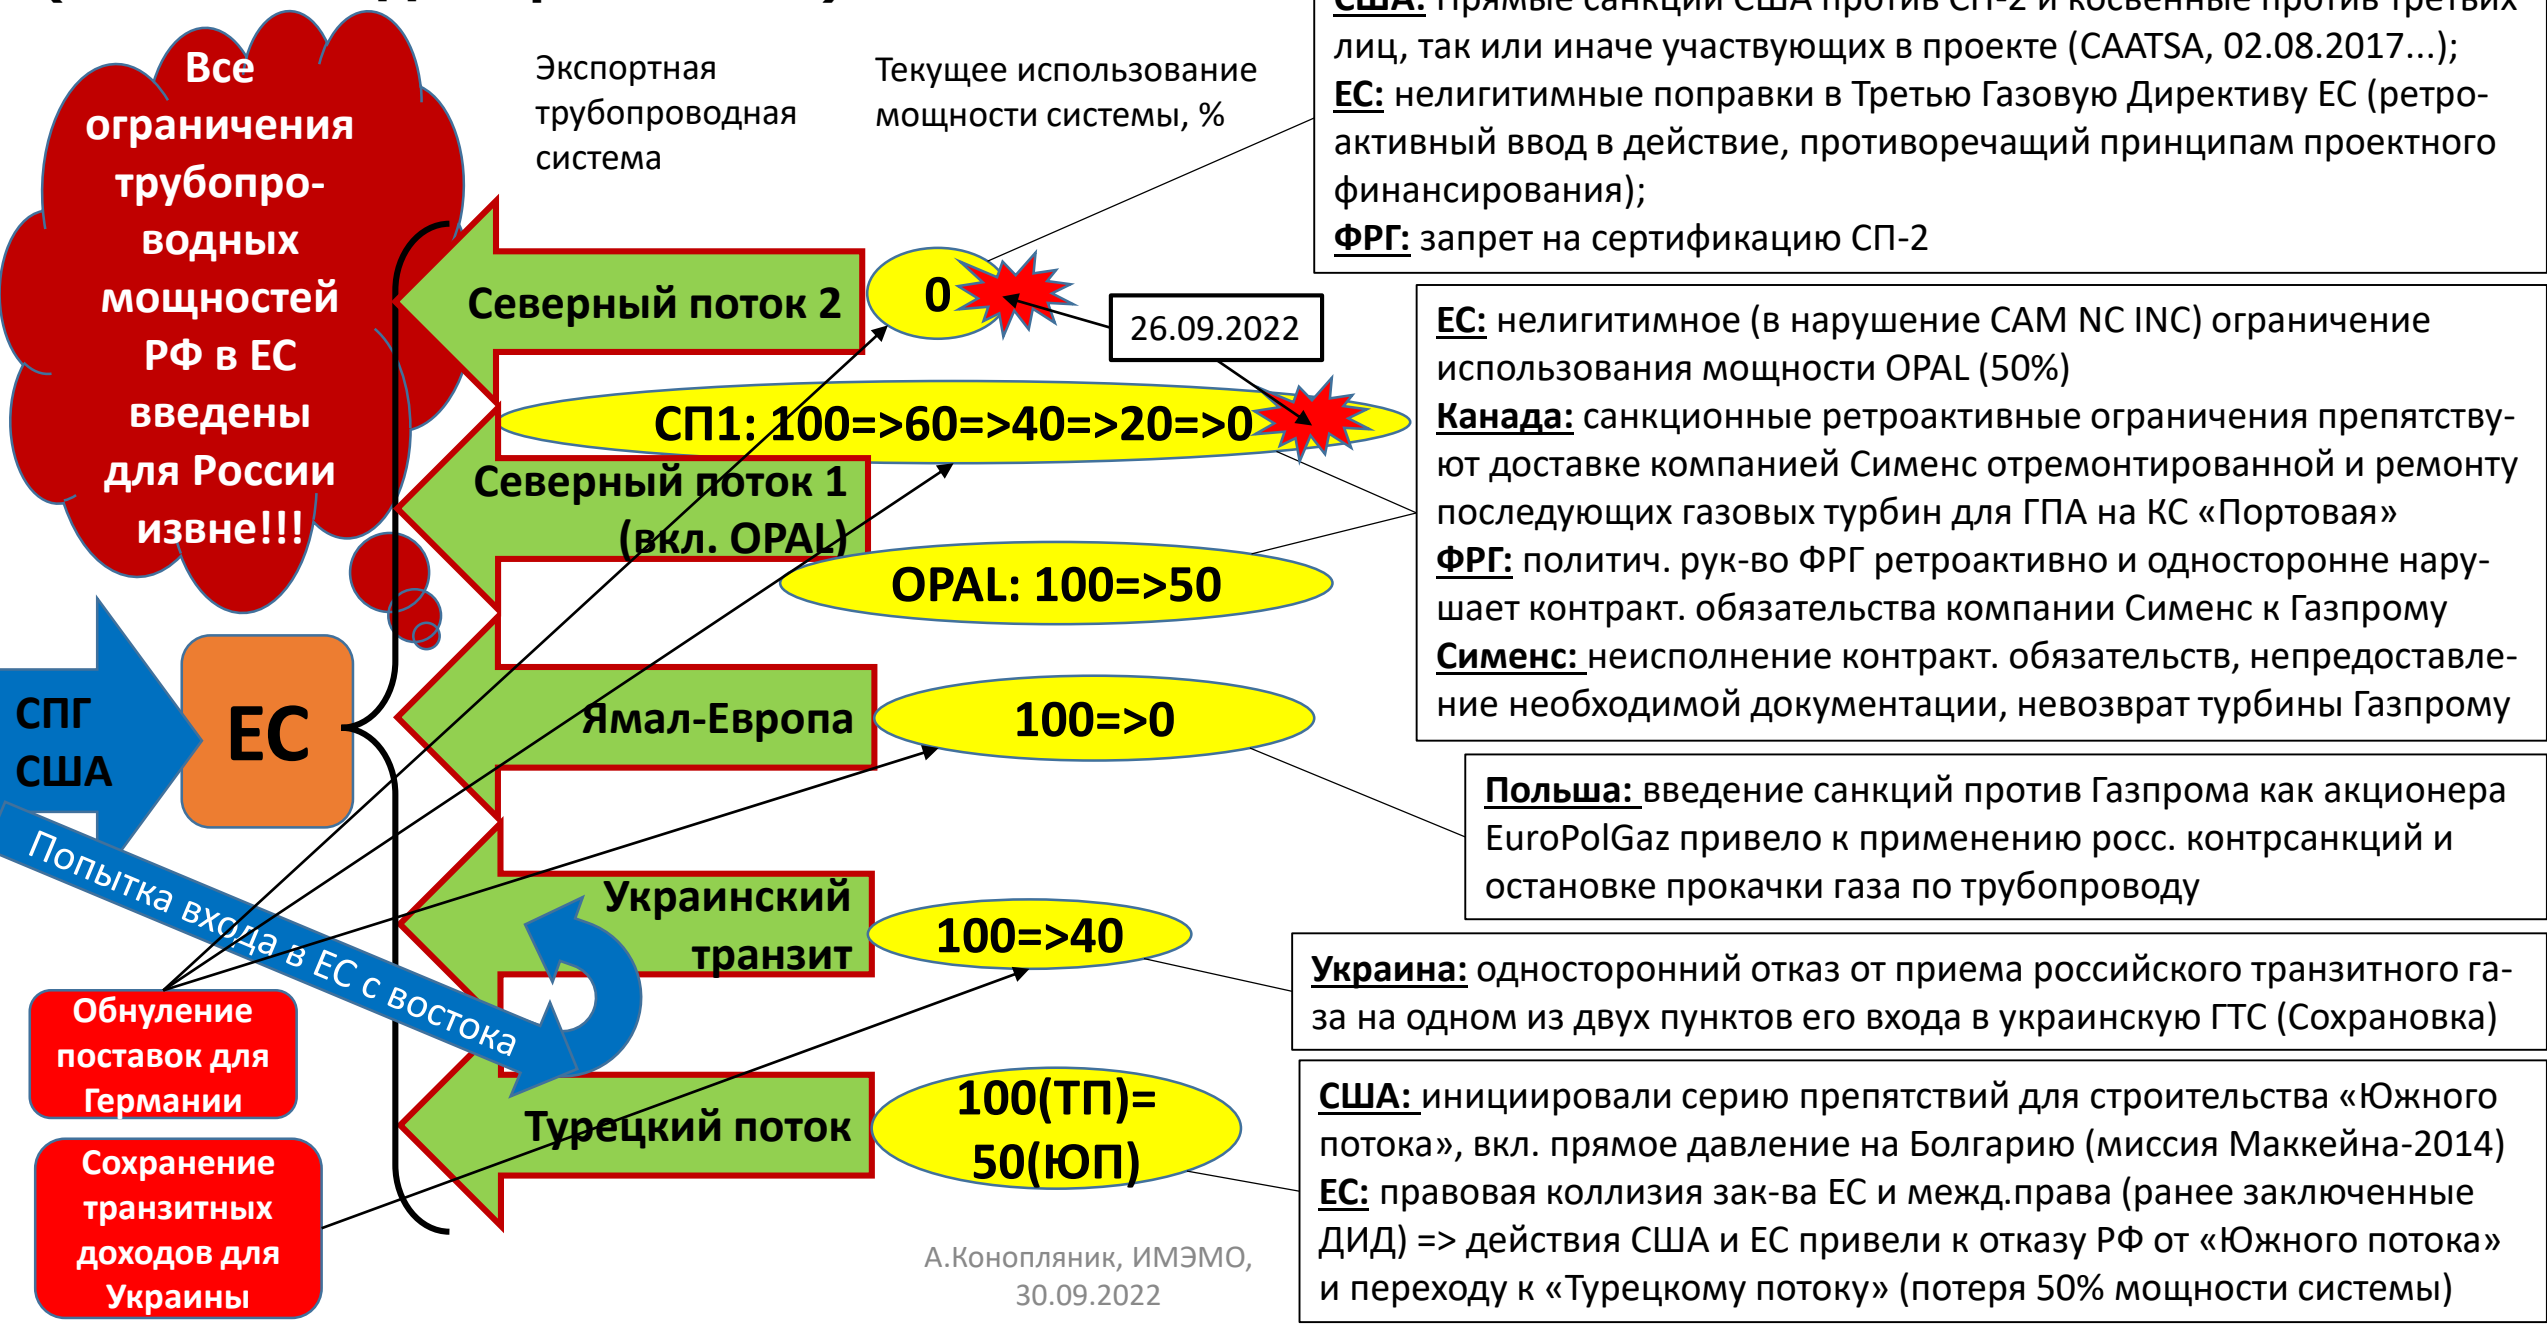 США: Прямые санкции США против СП-2 и косвенные против третьих
лиц, так или иначе участвующих в проекте (CAATSA, 02.08.2017...);
ЕС: нелигитимные поправки в Третью Газовую Директиву ЕС (ретро-
активный ввод в действие, противоречащий принципам проектного
финансирования);
ФРГ: запрет на сертификацию СП-2
Экспортная
трубопроводная
система
Текущее использование
мощности системы, %
Все
ограничения
трубопро-
водных
мощностей
РФ в ЕС
введены
для России
извне!!!
Северный поток 2
0
26.09.2022
СП1: 100=>60=>40=>20=>0
Северный поток 1
(вкл. OPAL)
OPAL: 100=>50
ЕС: нелигитимное (в нарушение CAM NC INC) ограничение
использования мощности OPAL (50%)
Канада: санкционные ретроактивные ограничения препятству-
ют доставке компанией Сименс отремонтированной и ремонту
последующих газовых турбин для ГПА на КС «Портовая»
ФРГ: политич. рук-во ФРГ ретроактивно и односторонне нару-
шает контракт. обязательства компании Сименс к Газпрому
Сименс: неисполнение контракт. обязательств, непредоставле-
ние необходимой документации, невозврат турбины Газпрому
СПГ
США
ЕС
Ямал-Европа
100=>0
Польша: введение санкций против Газпрома как акционера
EuroPolGaz привело к применению росс. контрсанкций и
остановке прокачки газа по трубопроводу
Попытка входа в ЕС с востока
Украинский
транзит
100=>40
Украина: односторонний отказ от приема российского транзитного га-
за на одном из двух пунктов его входа в украинскую ГТС (Сохрановка)
Обнуление
поставок для
Германии
Турецкий поток
100(ТП)=
50(ЮП)
США: инициировали серию препятствий для строительства «Южного
потока», вкл. прямое давление на Болгарию (миссия Маккейна-2014)
ЕС: правовая коллизия зак-ва ЕС и межд.права (ранее заключенные
ДИД) => действия США и ЕС привели к отказу РФ от «Южного потока»
и переходу к «Турецкому потоку» (потеря 50% мощности системы)
Сохранение
транзитных
доходов для
Украины
А.Конопляник, ИМЭМО,
30.09.2022